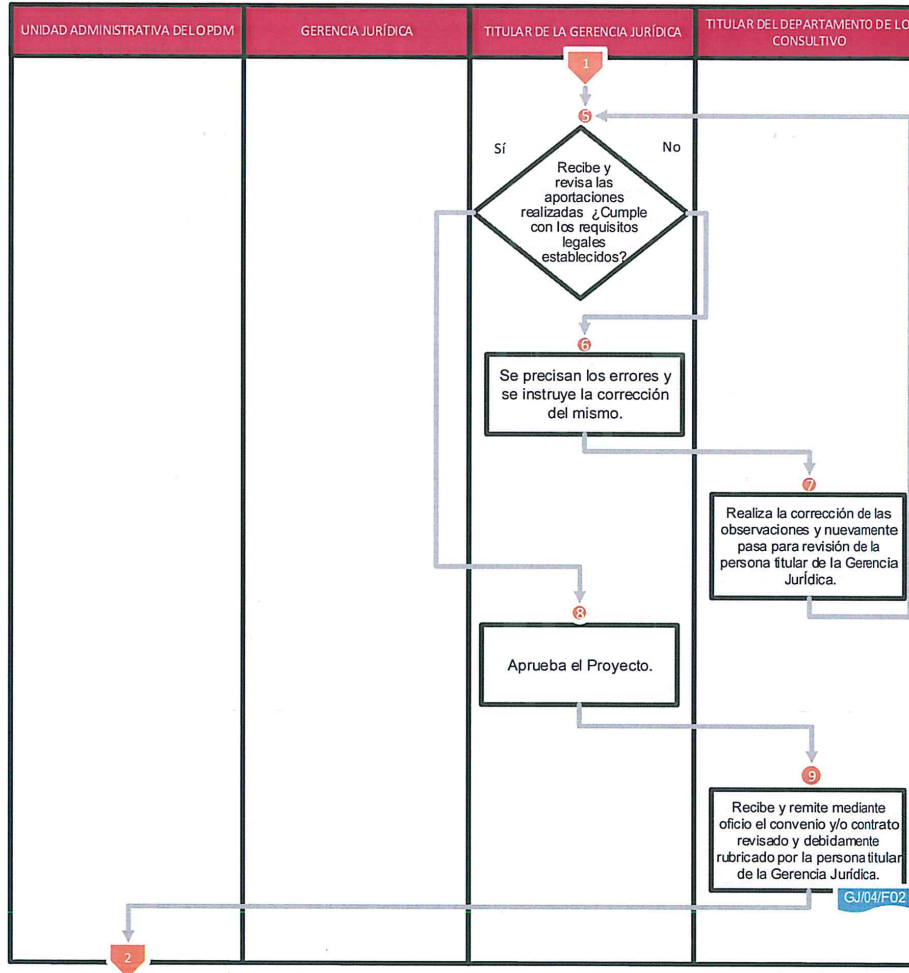 UNIDAD ADMINISTRATIVA DEL OPDM
GERENCIA JURÍDICA
TITULAR DE LA GERENCIA JURÍDICA
TITULAR DEL DEPARTAMENTO DE LO
CONSULTIVO
1
5
Sí
No
Recibe y
revisa las
aportaciones
realizadas ¿Cumple
con los requisitos
legales
establecidos?
6
Se precisan los errores y
se instruye la corrección
del mismo.
7
Realiza la corrección de las
observaciones y nuevamente
pasa para revisión de la
persona titular de la Gerencia
Jurídica.
8
Aprueba el Proyecto.
9
Recibe y remite mediante
oficio el convenio y/o contrato
revisado y debidamente
rubricado por la persona titular
de la Gerencia Jurídica.
GJ/04/F02
2